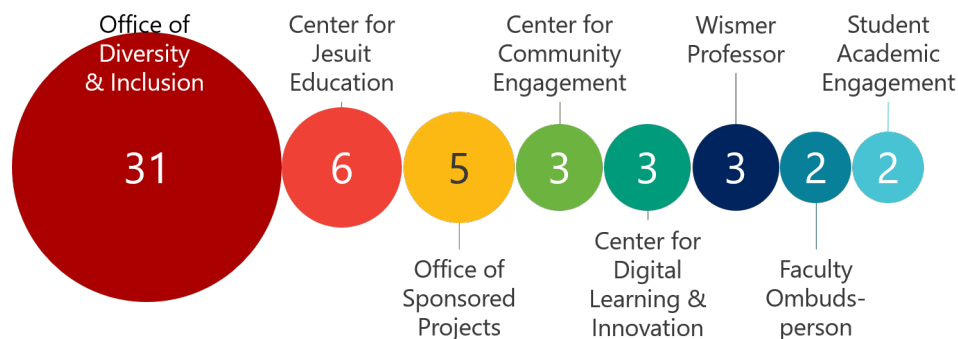 Office of
Diversity
& Inclusion
31
Center for
Jesuit
Education
6
5
Office of
Sponsored
Projects
Center for
Community
Engagement
3
3
Center for
Digital
Learning &
Innovation
Wismer
Professor
3
2
Faculty
Ombuds-
person
Student
Academic
Engagement
2